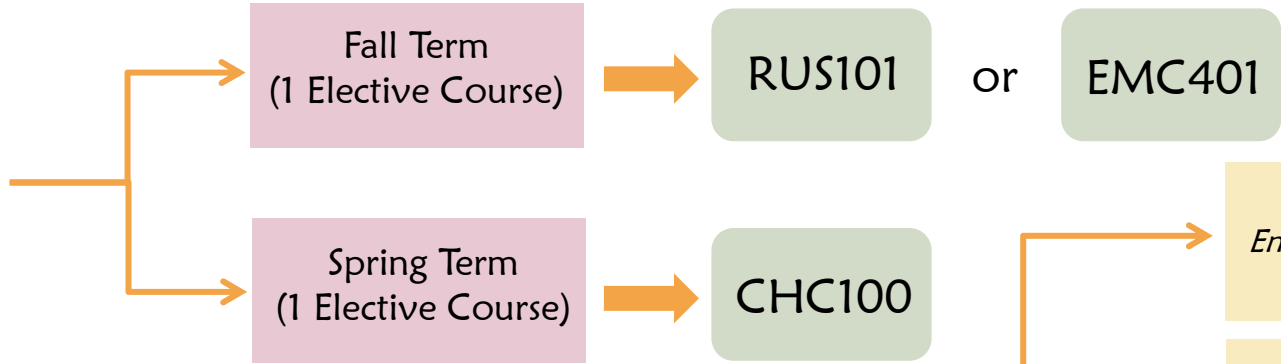 Fall Term
(1 Elective Course)
RUS101 or EMC401
Spring Term
(1 Elective Course)
CHC100